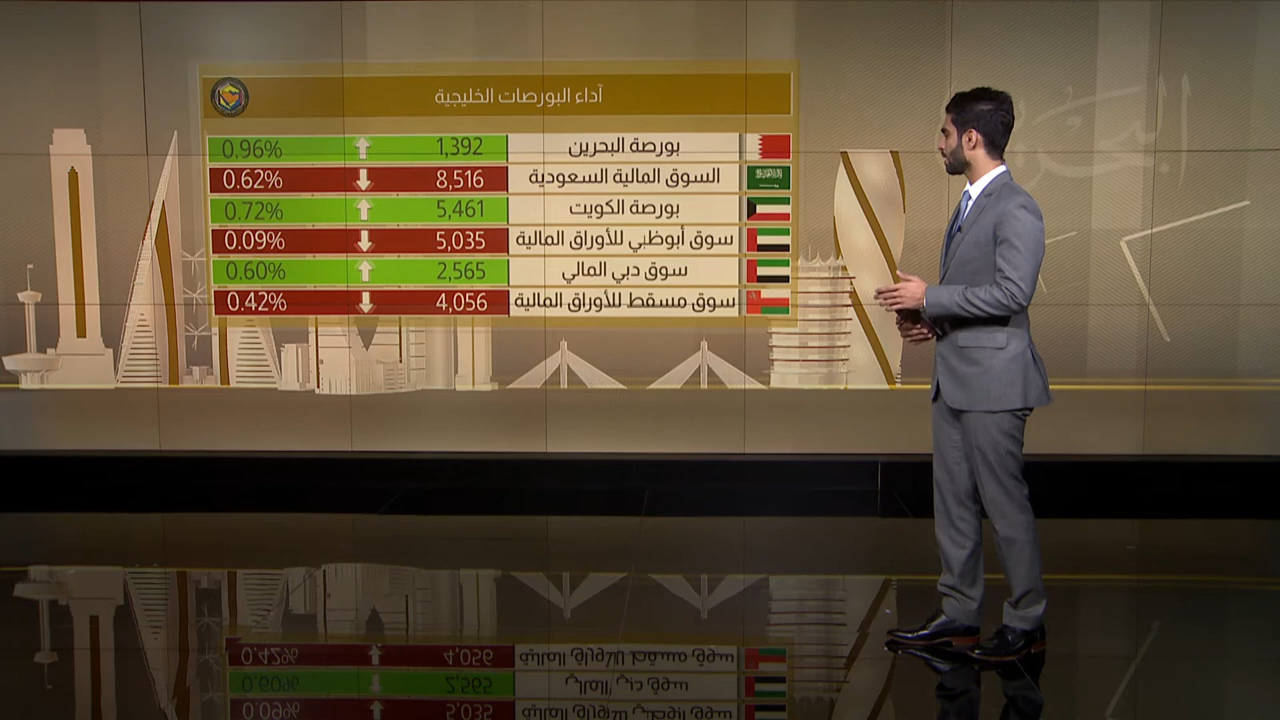 آداء البورصات الخليجية
بورصة البحرين 1,392 0.96%
السوق المالية السعودية 8,516 0.62%
بورصة الكويت 5,461 0.72%
سوق أبوظبي للأوراق المالية 5,035 0.09%
سوق دبي المالي 2,565 0.60%
سوق مسقط للأوراق المالية 4,056 0.42%